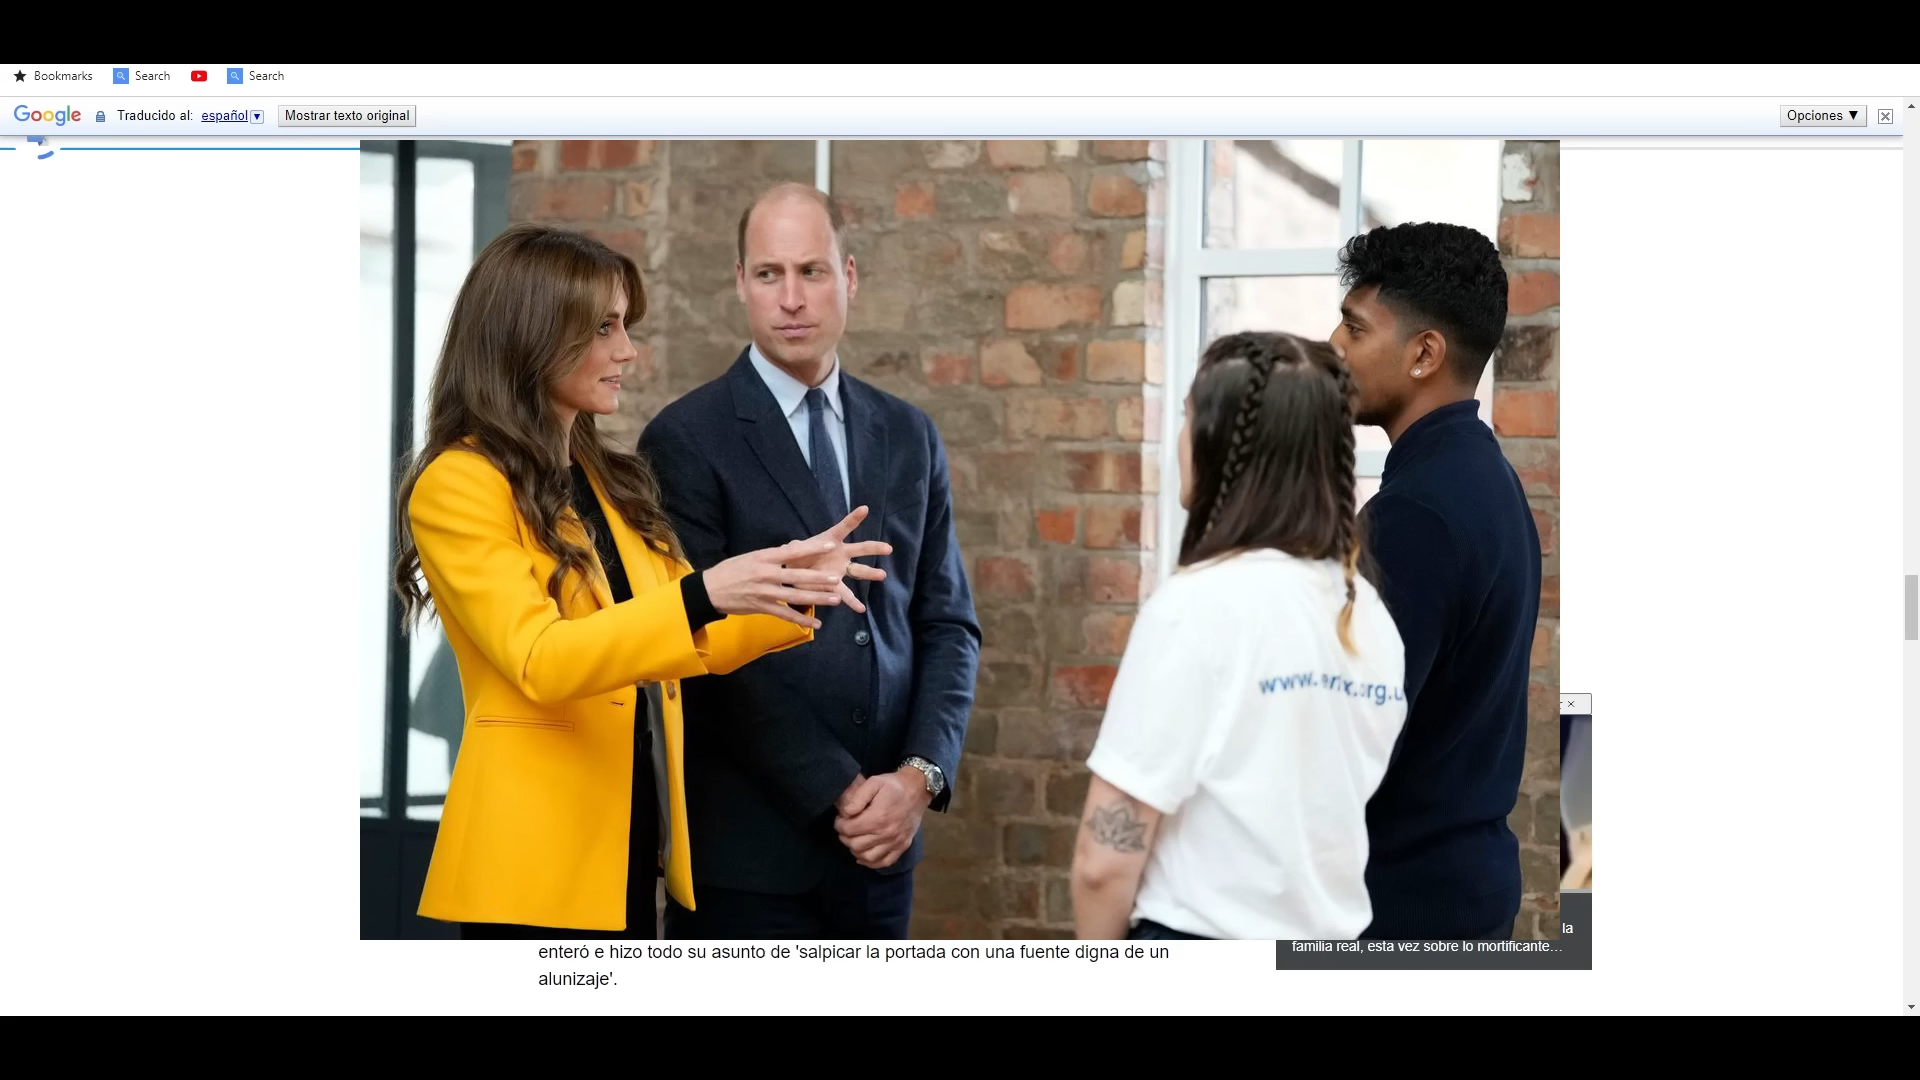 Bookmarks Search Search
Google Traducido al: español Mostrar texto original Opciones
la
familia real, esta vez sobre lo mortificante...
enteró e hizo todo su asunto de 'salpicar la portada con una fuente digna de un
alunizaje'.